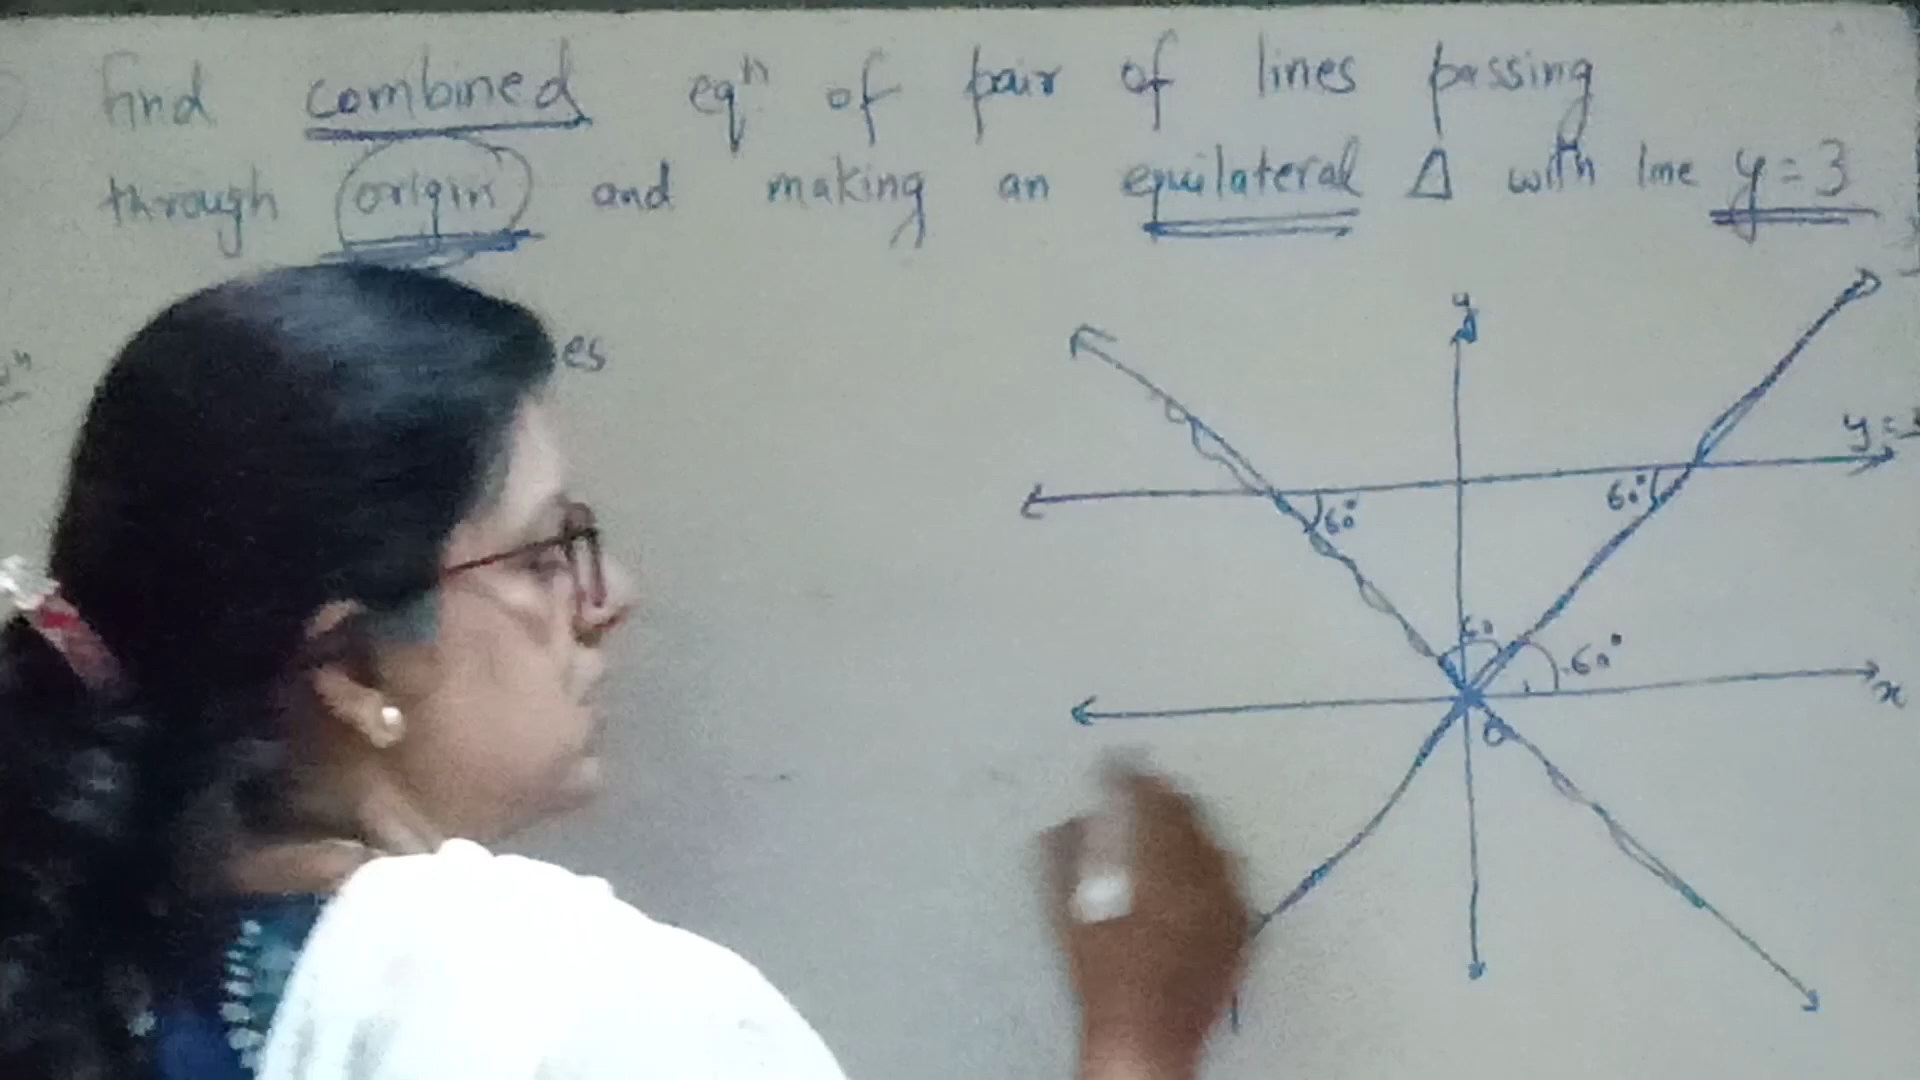 find combined eqⁿ of pair of lines passing
through origin and making an equilateral Δ with line y = 3
es
y
y =
60°
60°
60
60°
x